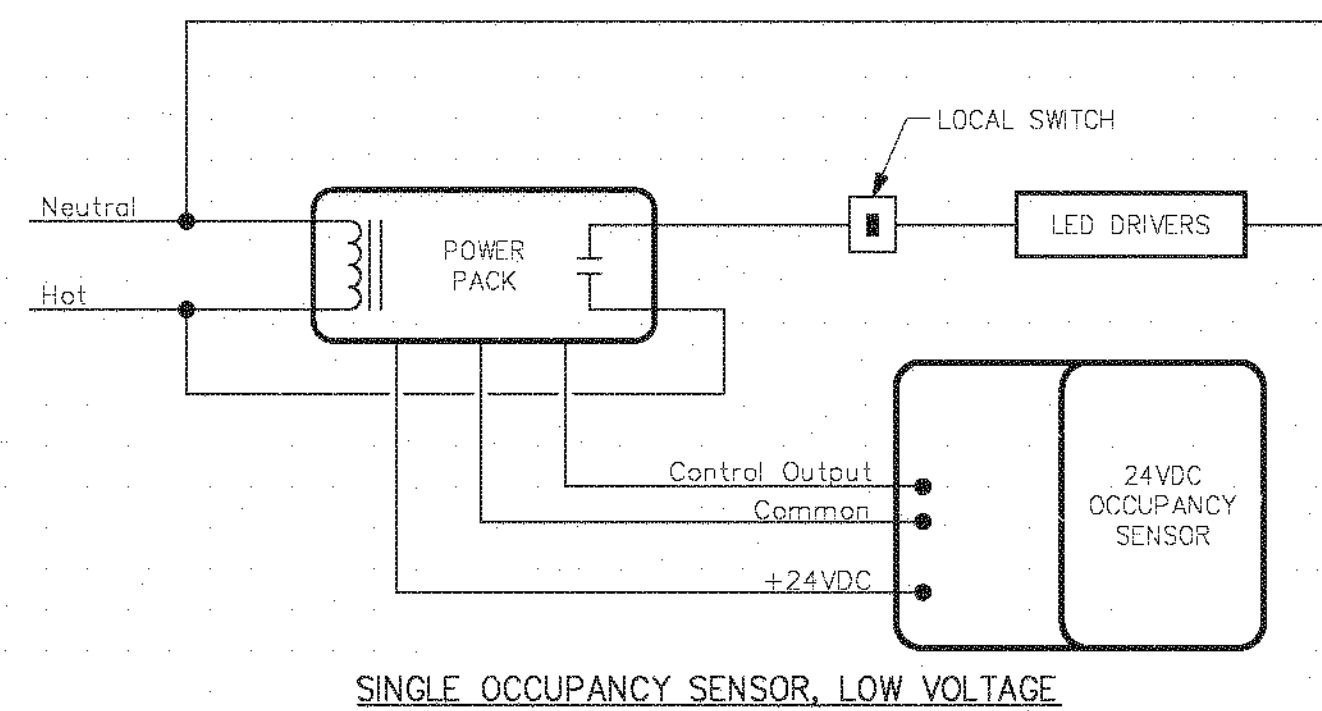 LOCAL SWITCH
Neutral
POWER
PACK
LED DRIVERS
Hot
Control Output
Common
+24VDC
24VDC
OCCUPANCY
SENSOR
SINGLE OCCUPANCY SENSOR, LOW VOLTAGE